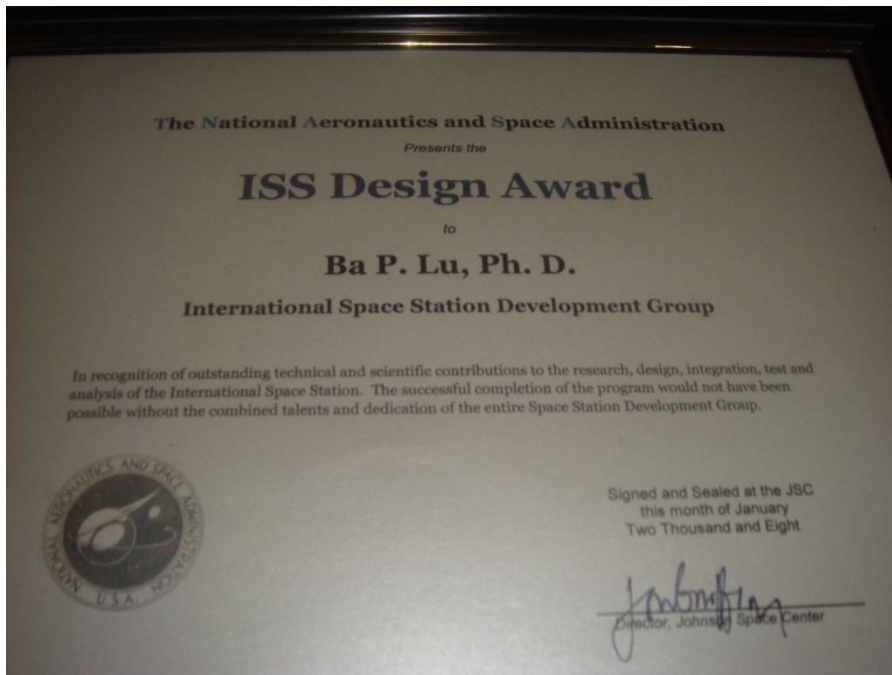 The National Aeronautics and Space Administration
Presents the
ISS Design Award
to
Ba P. Lu, Ph. D.
International Space Station Development Group
In recognition of outstanding technical and scientific contributions to the research, design, integration, test and
analysis of the International Space Station. The successful completion of the program would not have been
possible without the combined talents and dedication of the entire Space Station Development Group.
NATIONAL AERONAUTICS AND SPACE ADMINISTRATION
U.S.A.
Signed and Sealed at the JSC
this month of January
Two Thousand and Eight
Director, Johnson Space Center